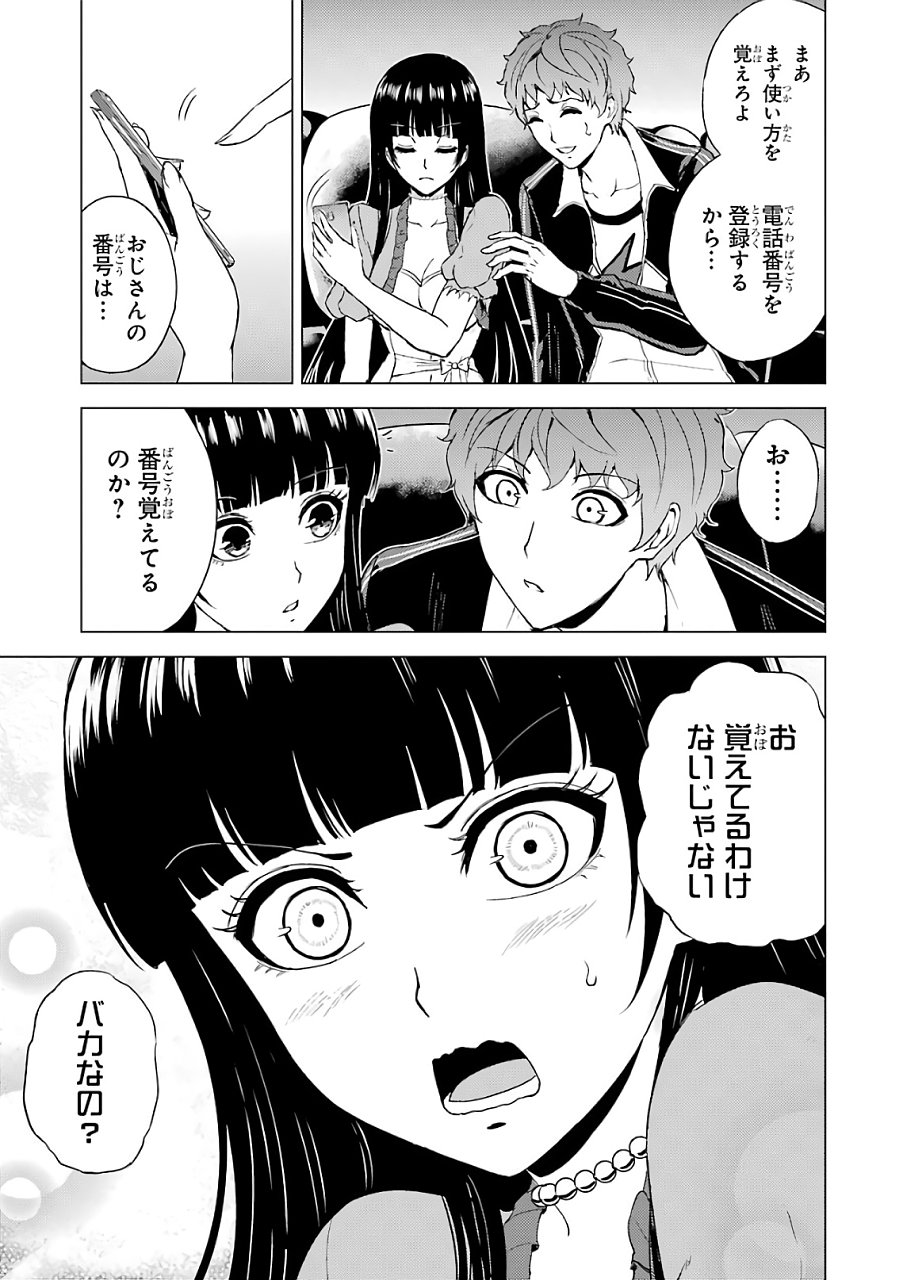 まあ
まず使い方を
覚えろよ
電話番号を
登録する
から…
おじさんの
番号は…
お……
番号覚えてる
のか？
お
覚えてるわけ
ないじゃない
バカなの？